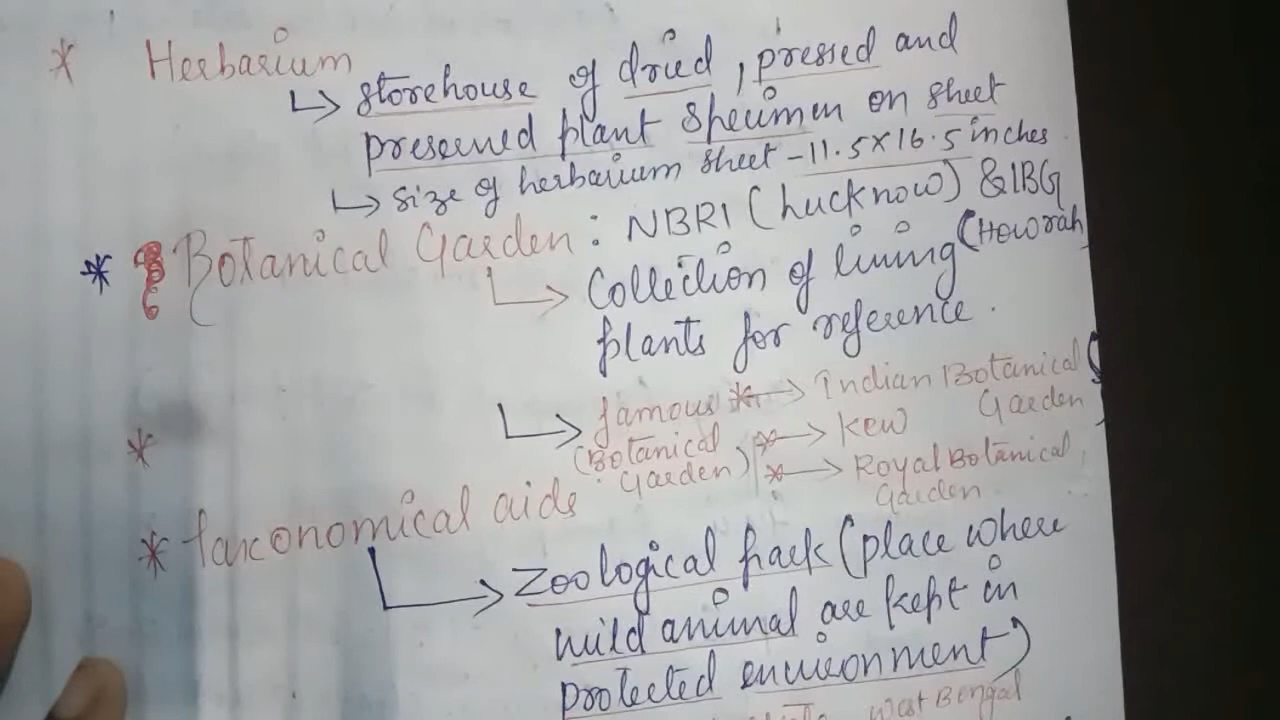 * Herbarium
↳ storehouse of dried, pressed and
preserved plant specimen on sheet
↳ size of herbarium sheet - 11.5 x 16.5 inches
* Botanical Garden : NBRI (Lucknow) & IBG
(Howrah
↳ Collection of living
plants for reference.
↳ famous *→ Indian Botanical
Garden
(Botanical *→ Kew
Garden) *→ Royal Botanical
Garden
*
* Taxonomical aids
↳ Zoological park (place where
wild animal are kept in
protected environment)
West Bengal